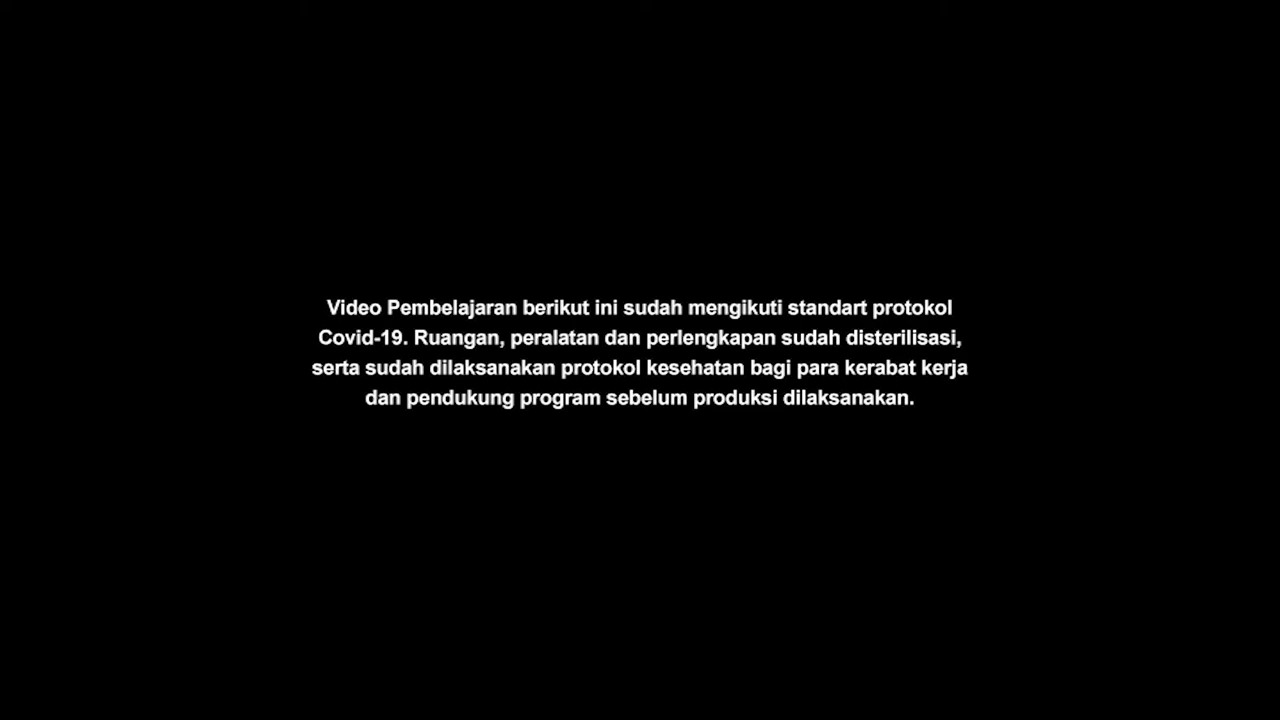 Video Pembelajaran berikut ini sudah mengikuti standart protokol
Covid-19. Ruangan, peralatan dan perlengkapan sudah disterilisasi,
serta sudah dilaksanakan protokol kesehatan bagi para kerabat kerja
dan pendukung program sebelum produksi dilaksanakan.